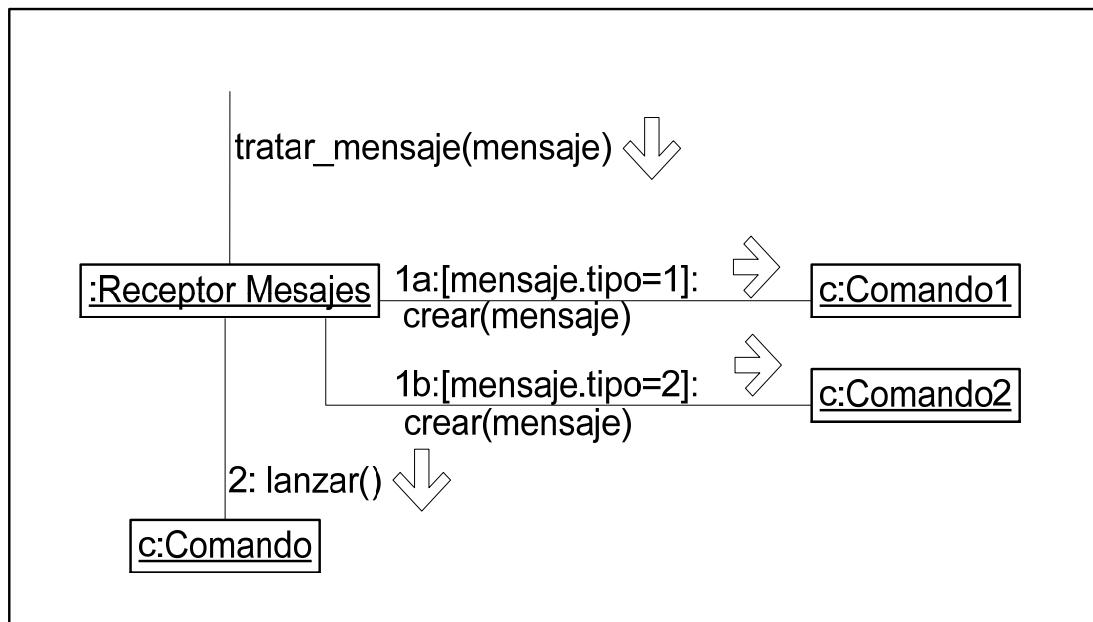 tratar_mensaje(mensaje)
:Receptor Mesajes
1a:[mensaje.tipo=1]:
crear(mensaje)
c:Comando1
1b:[mensaje.tipo=2]:
crear(mensaje)
c:Comando2
2: lanzar()
c:Comando